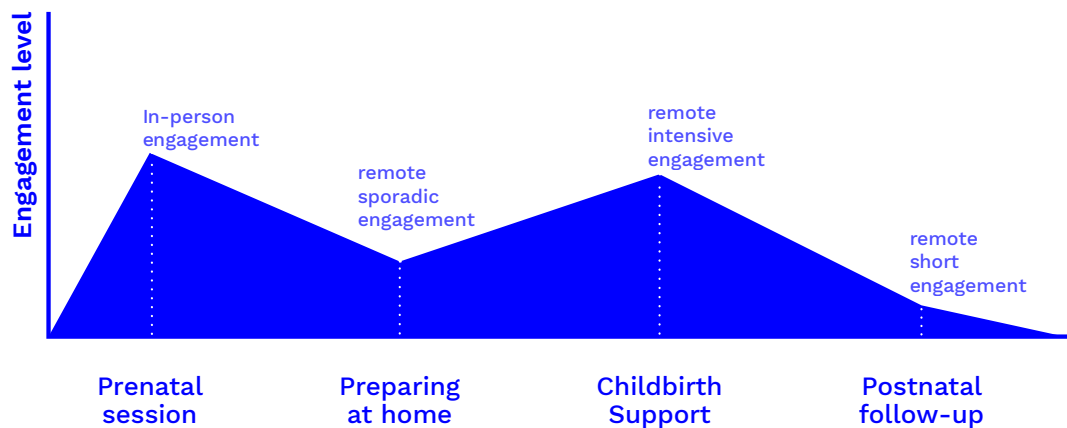 Engagement level
In-person
engagement
remote
sporadic
engagement
remote
intensive
engagement
remote
short
engagement
Prenatal
session
Preparing
at home
Childbirth
Support
Postnatal
follow-up